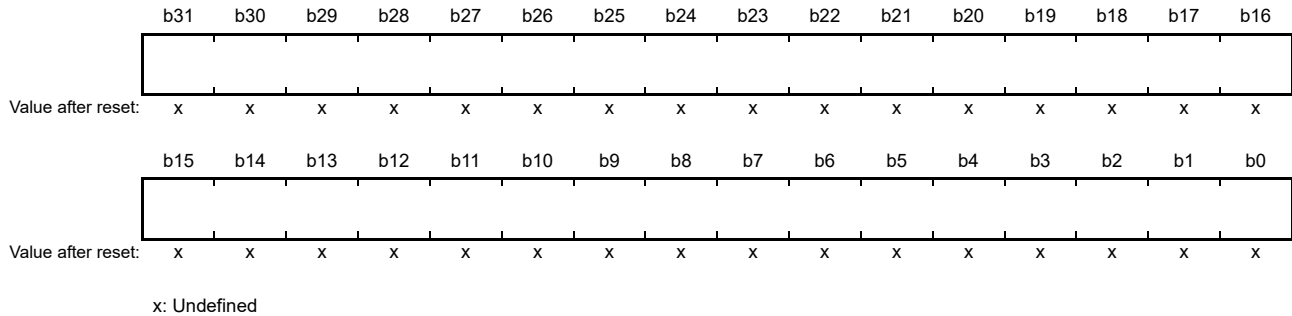 b31 b30 b29 b28 b27 b26 b25 b24 b23 b22 b21 b20 b19 b18 b17 b16
Value after reset: x x x x x x x x x x x x x x x x
b15 b14 b13 b12 b11 b10 b9 b8 b7 b6 b5 b4 b3 b2 b1 b0
Value after reset: x x x x x x x x x x x x x x x x
x: Undefined